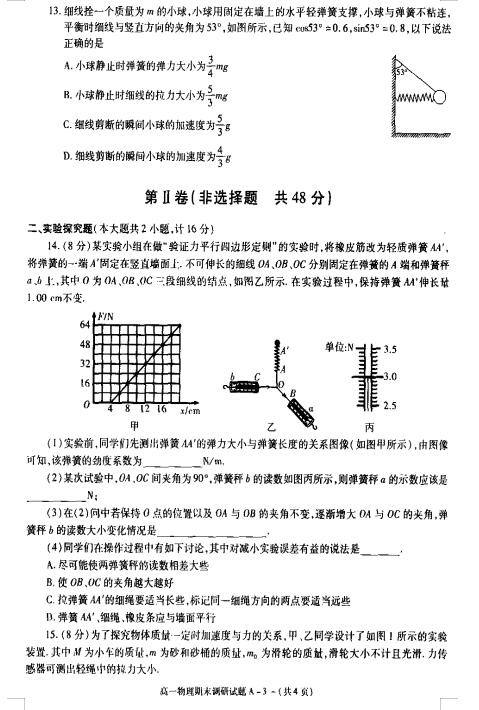 13.细线拴一个质量为m的小球,小球用固定在墙上的水平轻弹簧支撑,小球与弹簧不粘连,
平衡时细线与竖直方向的夹角为53°,如图所示,已知cos53°=0.6,sin53°=0.8,以下说法
正确的是
A.小球静止时弹簧的弹力大小为3/4mg
B.小球静止时细线的拉力大小为5/3mg
C.细线剪断的瞬间小球的加速度为5/3g
D.细线剪断的瞬间小球的加速度为4/3g
53°
第Ⅱ卷(非选择题 共48分)
二、实验探究题(本大题共2小题,计16分)
14.(8分)某实验小组在做“验证力平行四边形定则”的实验时,将橡皮筋改为轻质弹簧AA′,
将弹簧的一端A′固定在竖直墙面上.不可伸长的细线OA、OB、OC分别固定在弹簧的A端和弹簧秤
a、b上,其中O为OA、OB、OC三段细线的结点,如图乙所示.在实验过程中,保持弹簧AA′伸长量
1.00 cm不变.
F/N
64
48
32
16
0
4 8 12 16 x/cm
甲
A′
A
b C O
B
a
乙
单位:N
3.5
3.0
2.5
丙
(1)实验前,同学们先测出弹簧AA′的弹力大小与弹簧长度的关系图像(如图甲所示),由图像
可知,该弹簧的劲度系数为________N/m.
(2)某次试验中,OA、OC间夹角为90°,弹簧秤b的读数如图丙所示,则弹簧秤a的示数应该是
________N;
(3)在(2)问中若保持O点的位置以及OA与OB的夹角不变,逐渐增大OA与OC的夹角,弹
簧秤b的读数大小变化情况是________.
(4)同学们在操作过程中有如下讨论,其中对减小实验误差有益的说法是________.
A.尽可能使两弹簧秤的读数相差大些
B.使OB、OC的夹角越大越好
C.拉弹簧AA′的细绳要适当长些,标记同一细绳方向的两点要适当远些
D.弹簧AA′、细绳、橡皮条应与墙面平行
15.(8分)为了探究物体质量一定时加速度与力的关系,甲、乙同学设计了如图1所示的实验
装置.其中M为小车的质量,m为砂和砂桶的质量,m₀为滑轮的质量,滑轮大小不计且光滑.力传
感器可测出轻绳中的拉力大小.
高一物理期末调研试题A-3-(共4页)